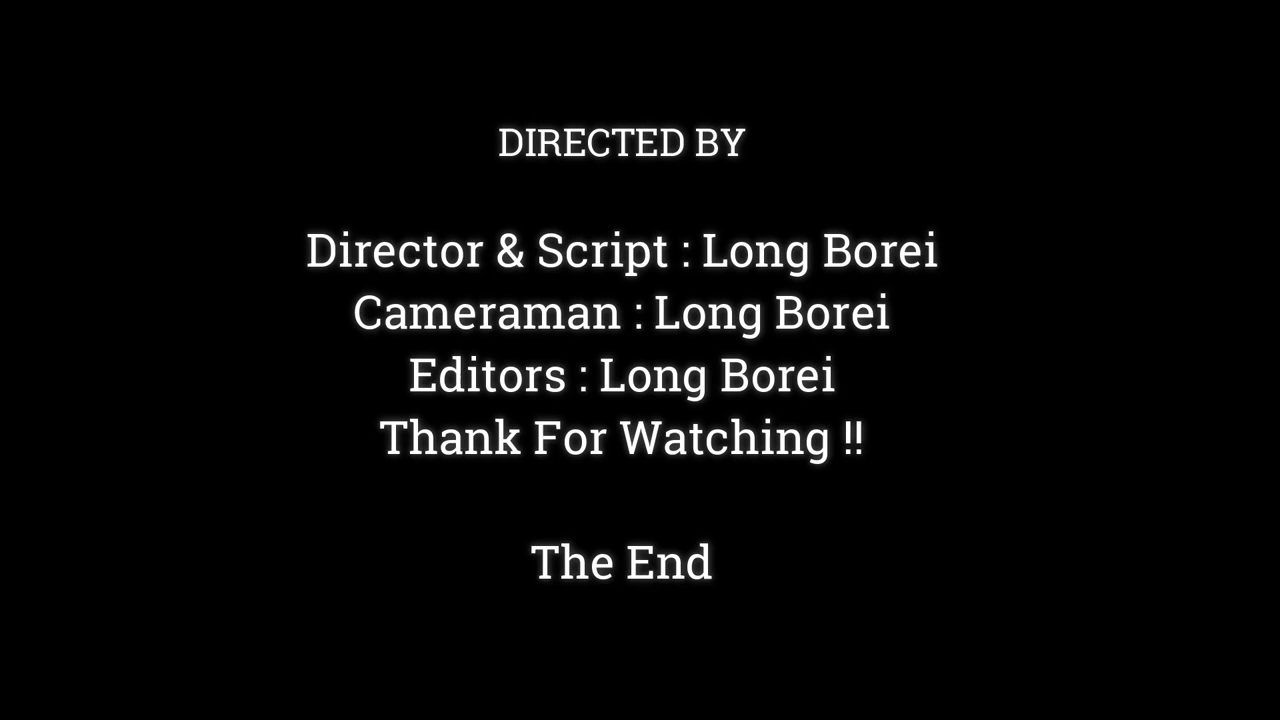 DIRECTED BY
Director & Script : Long Borei
Cameraman : Long Borei
Editors : Long Borei
Thank For Watching !!
The End